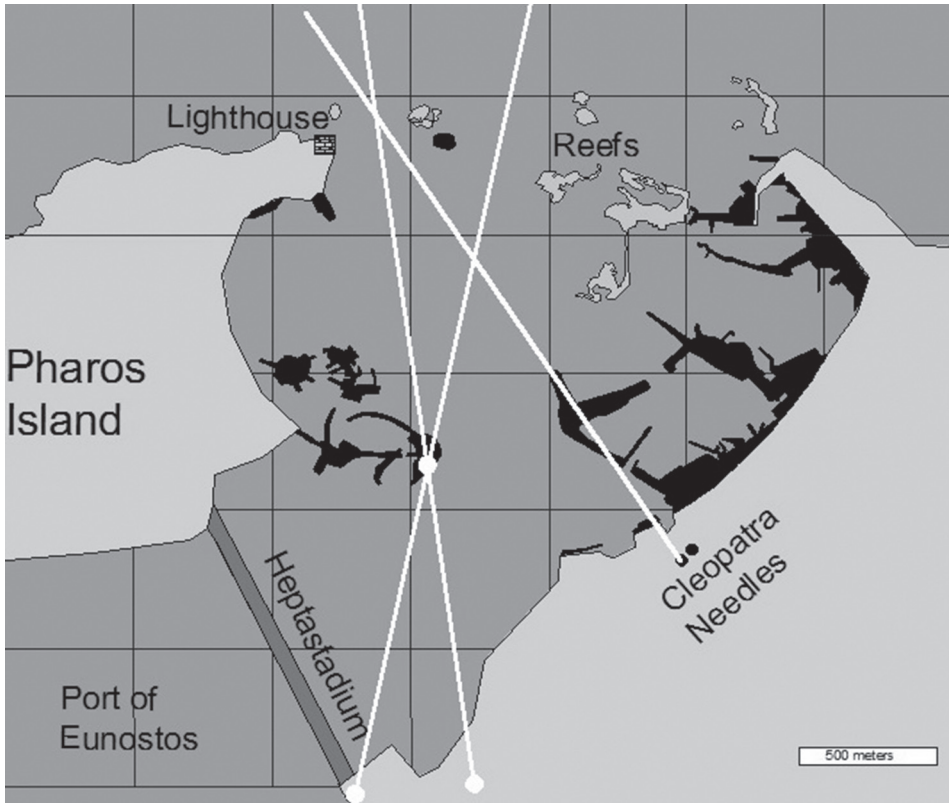 Lighthouse
Reefs
Pharos
Island
Cleopatra
Needles
Heptastadium
Port of
Eunostos
500 meters